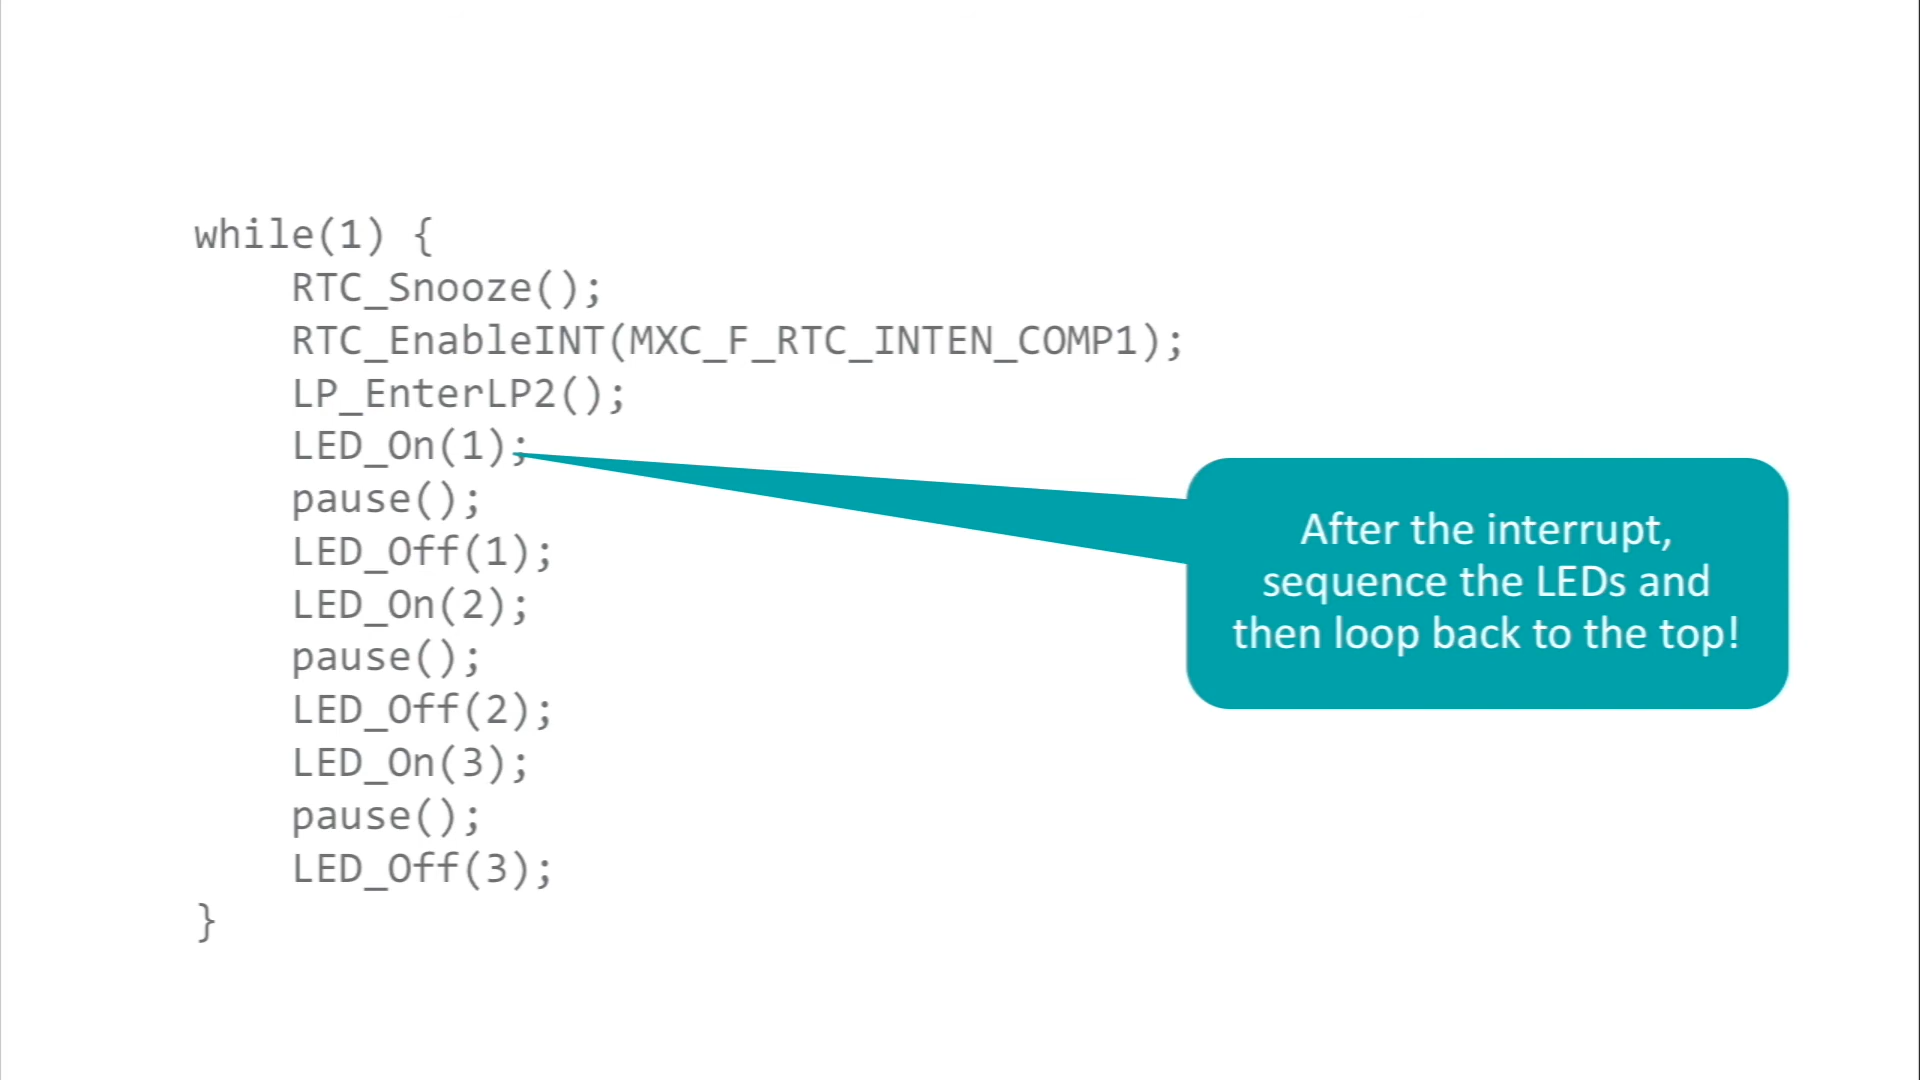 while(1) {
RTC_Snooze();
RTC_EnableINT(MXC_F_RTC_INTEN_COMP1);
LP_EnterLP2();
LED_On(1);
pause();
LED_Off(1);
LED_On(2);
pause();
LED_Off(2);
LED_On(3);
pause();
LED_Off(3);
}
After the interrupt,
sequence the LEDs and
then loop back to the top!